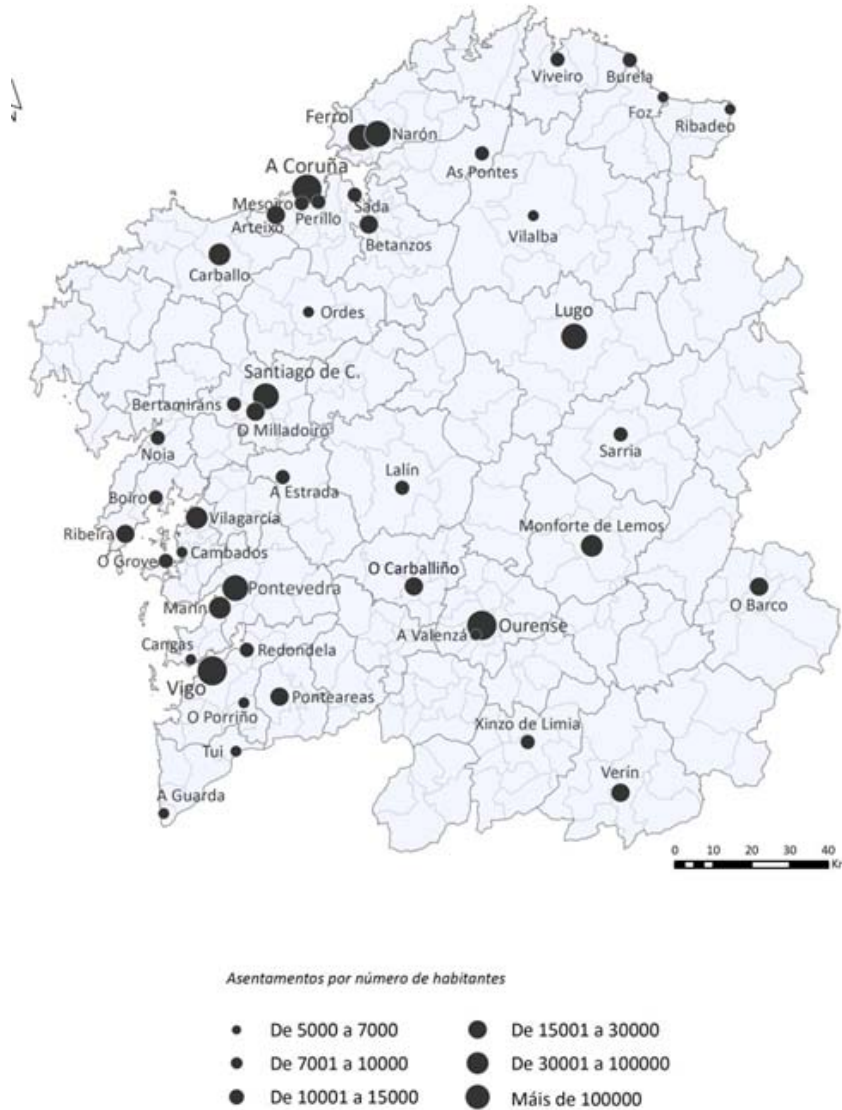 Viveiro
Burela
Foz
Ribadeo
Ferrol
Narón
As Pontes
A Coruña
Mesoiro
Sada
Arteixo
Perillo
Betanzos
Vilalba
Carballo
Ordes
Lugo
Santiago de C.
Bertamiráns
O Milladoiro
Noia
Sarria
A Estrada
Lalín
Boiro
Vilagarcía
Ribeira
Monforte de Lemos
Cambados
O Grove
O Carballiño
Pontevedra
Marín
O Barco
A Valenzá
Ourense
Cangas
Redondela
Vigo
Ponteareas
O Porriño
Xinzo de Limia
Tui
Verín
A Guarda
0 10 20 30 40
Km
Asentamentos por número de habitantes
De 5000 a 7000
De 15001 a 30000
De 7001 a 10000
De 30001 a 100000
De 10001 a 15000
Máis de 100000